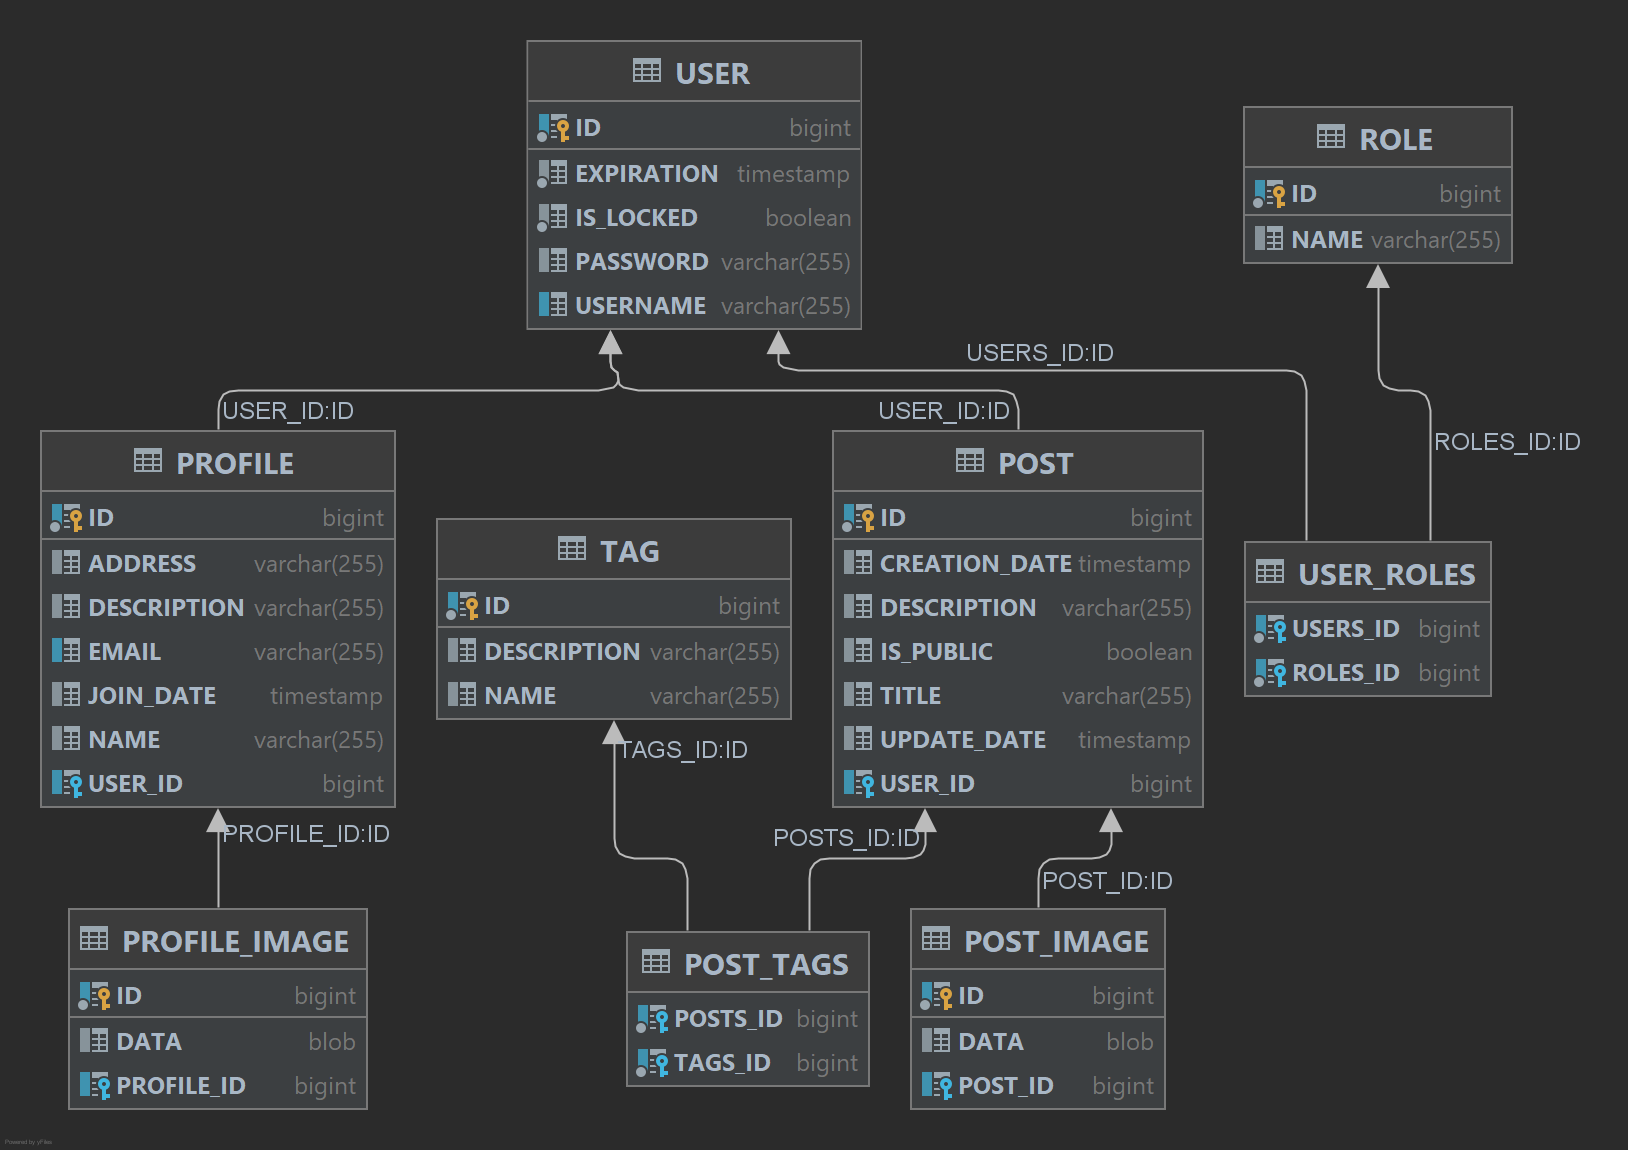 USER
ID bigint
EXPIRATION timestamp
IS_LOCKED boolean
PASSWORD varchar(255)
USERNAME varchar(255)
ROLE
ID bigint
NAME varchar(255)
USERS_ID:ID
USER_ID:ID
USER_ID:ID
ROLES_ID:ID
PROFILE
ID bigint
ADDRESS varchar(255)
DESCRIPTION varchar(255)
EMAIL varchar(255)
JOIN_DATE timestamp
NAME varchar(255)
USER_ID bigint
TAG
ID bigint
DESCRIPTION varchar(255)
NAME varchar(255)
POST
ID bigint
CREATION_DATE timestamp
DESCRIPTION varchar(255)
IS_PUBLIC boolean
TITLE varchar(255)
UPDATE_DATE timestamp
USER_ID bigint
USER_ROLES
USERS_ID bigint
ROLES_ID bigint
TAGS_ID:ID
PROFILE_ID:ID
POSTS_ID:ID
POST_ID:ID
PROFILE_IMAGE
ID bigint
DATA blob
PROFILE_ID bigint
POST_TAGS
POSTS_ID bigint
TAGS_ID bigint
POST_IMAGE
ID bigint
DATA blob
POST_ID bigint
Powered by yFiles